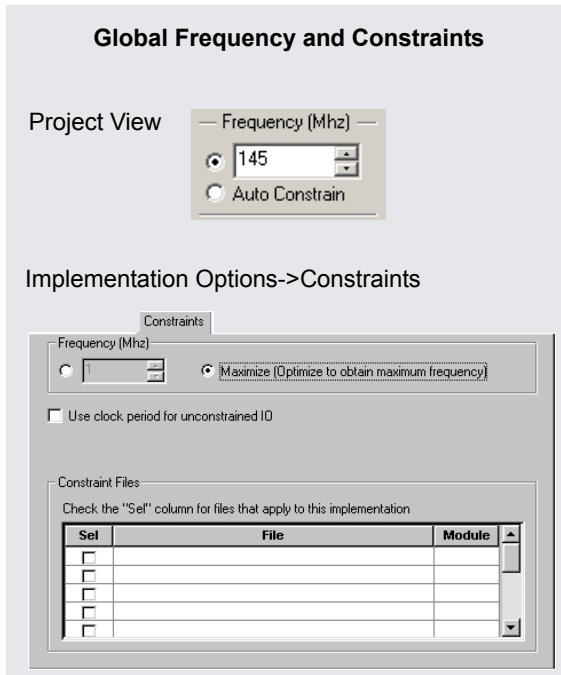 Global Frequency and Constraints
Project View
Frequency (Mhz)
145
Auto Constrain
Implementation Options->Constraints
Constraints
Frequency (Mhz)
1
Maximize (Optimize to obtain maximum frequency)
Use clock period for unconstrained IO
Constraint Files
Check the "Sel" column for files that apply to this implementation
Sel File Module